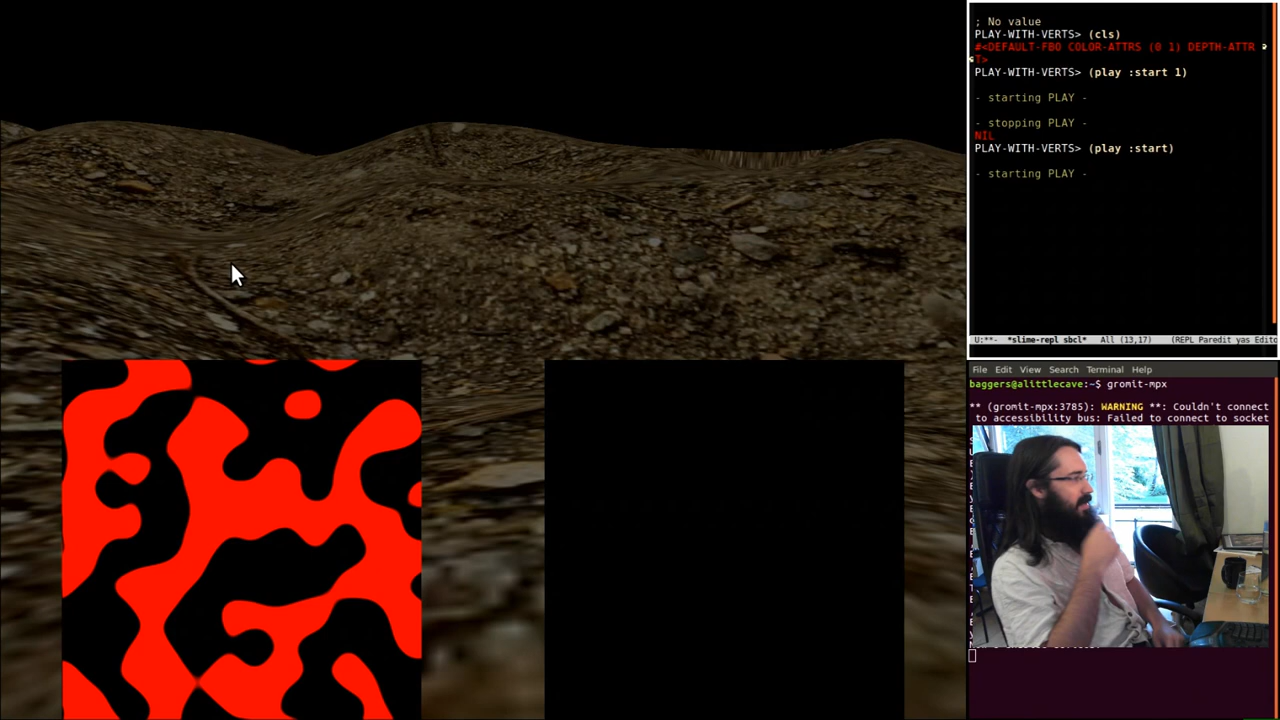 ; No value
PLAY-WITH-VERTS> (cls)
#<DEFAULT-FBO COLOR-ATTRS (0 1) DEPTH-ATTR
T>
PLAY-WITH-VERTS> (play :start 1)
- starting PLAY -
- stopping PLAY -
NIL
PLAY-WITH-VERTS> (play :start)
- starting PLAY -
U:**- *slime-repl sbcl* All (13,17) (REPL Paredit yas Edito
File Edit View Search Terminal Help
baggers@alittlecave:~$ gromit-mpx
** (gromit-mpx:3785): WARNING **: Couldn't connect
to accessibility bus: Failed to connect to socket